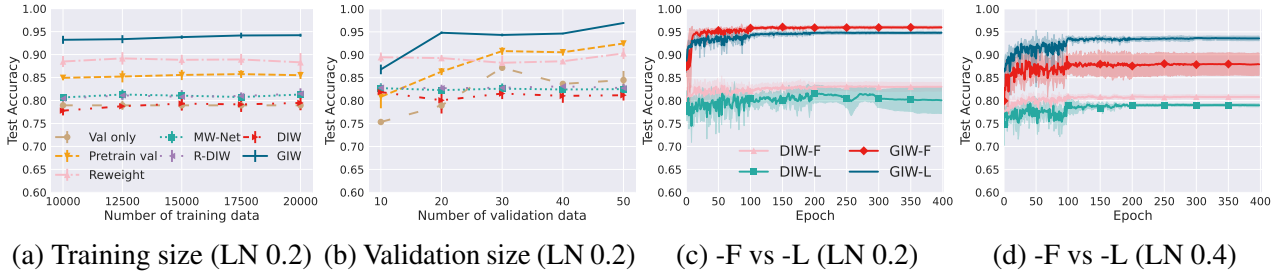 1.00
0.95
0.90
0.85
0.80
0.75
0.70
0.65
0.60
Test Accuracy
Val only
Pretrain val
Reweight
MW-Net
R-DIW
DIW
GIW
10000 12500 15000 17500 20000
Number of training data
1.00
0.95
0.90
0.85
0.80
0.75
0.70
0.65
0.60
Test Accuracy
10 20 30 40 50
Number of validation data
1.00
0.95
0.90
0.85
0.80
0.75
0.70
0.65
0.60
Test Accuracy
DIW-F
DIW-L
GIW-F
GIW-L
0 50 100 150 200 250 300 350 400
Epoch
1.00
0.95
0.90
0.85
0.80
0.75
0.70
0.65
0.60
Test Accuracy
0 50 100 150 200 250 300 350 400
Epoch
(a) Training size (LN 0.2) (b) Validation size (LN 0.2) (c) -F vs -L (LN 0.2) (d) -F vs -L (LN 0.4)